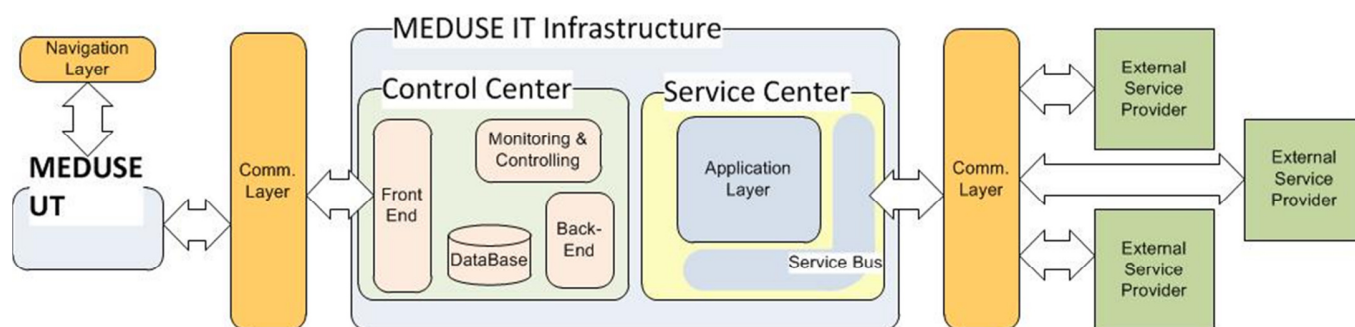 Navigation
Layer
MEDUSE
UT
Comm.
Layer
MEDUSE IT Infrastructure
Control Center
Front
End
Monitoring &
Controlling
DataBase
Back-
End
Service Center
Application
Layer
Service Bus
Comm.
Layer
External
Service
Provider
External
Service
Provider
External
Service
Provider